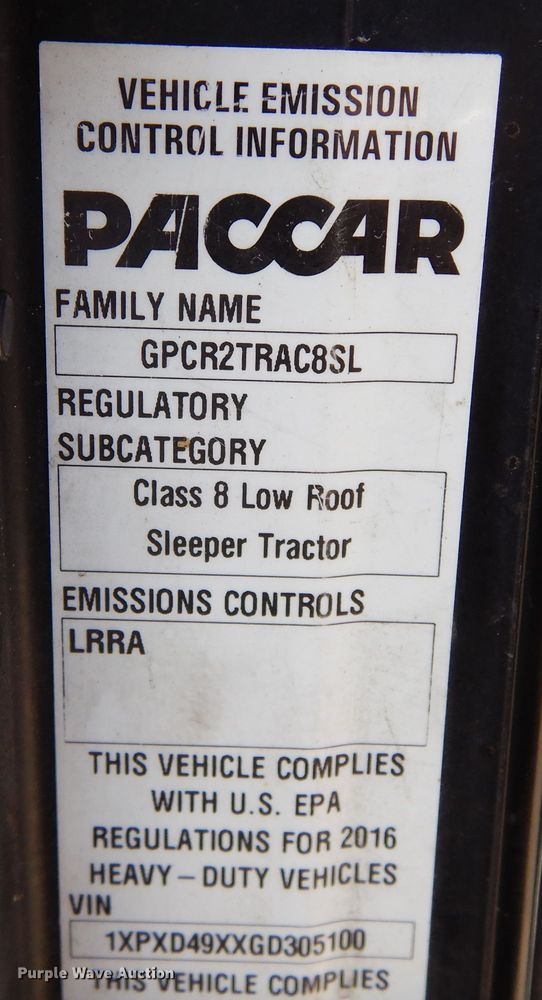 VEHICLE EMISSION
CONTROL INFORMATION
PACCAR
FAMILY NAME
GPCR2TRAC8SL
REGULATORY
SUBCATEGORY
Class 8 Low Roof
Sleeper Tractor
EMISSIONS CONTROLS
LRRA
THIS VEHICLE COMPLIES
WITH U.S. EPA
REGULATIONS FOR 2016
HEAVY – DUTY VEHICLES
VIN
1XPXD49XXGD305100
THIS VEHICLE COMPLIES
Purple Wave Auction